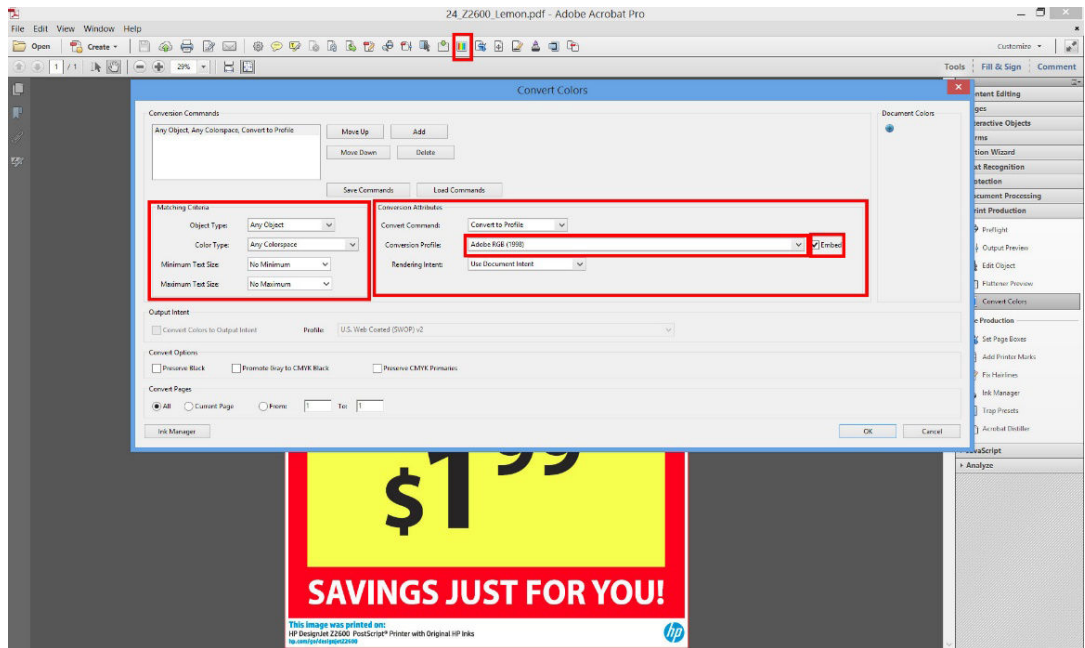 24_Z2600_Lemon.pdf - Adobe Acrobat Pro
File Edit View Window Help
Open Create Customize
1 / 1 29% Tools Fill & Sign Comment
Convert Colors
Conversion Commands Document Colors
Any Object, Any Colorspace, Convert to Profile
Move Up Add
Move Down Delete
Save Commands Load Commands
Matching Criteria Conversion Attributes
Object Type: Any Object Convert Command: Convert to Profile
Color Type: Any Colorspace Conversion Profile: Adobe RGB (1998) Embed
Minimum Text Size: No Minimum Rendering Intent: Use Document Intent
Maximum Text Size: No Maximum
Output Intent
Convert Colors to Output Intent Profile: U.S. Web Coated (SWOP) v2
Convert Options
Preserve Black Promote Gray to CMYK Black Preserve CMYK Primaries
Convert Pages
All Current Page From: 1 To: 1
Ink Manager OK Cancel
ntent Editing
ges
teractive Objects
rms
tion Wizard
xt Recognition
otection
cument Processing
int Production
Preflight
Output Preview
Edit Object
Flattener Preview
Convert Colors
e Production
Set Page Boxes
Add Printer Marks
Fix Hairlines
Ink Manager
Trap Presets
Acrobat Distiller
JavaScript
Analyze
$199
SAVINGS JUST FOR YOU!
This image was printed on:
HP DesignJet Z2600 PostScript® Printer with Original HP Inks
hp.com/go/designjetZ2600
hp